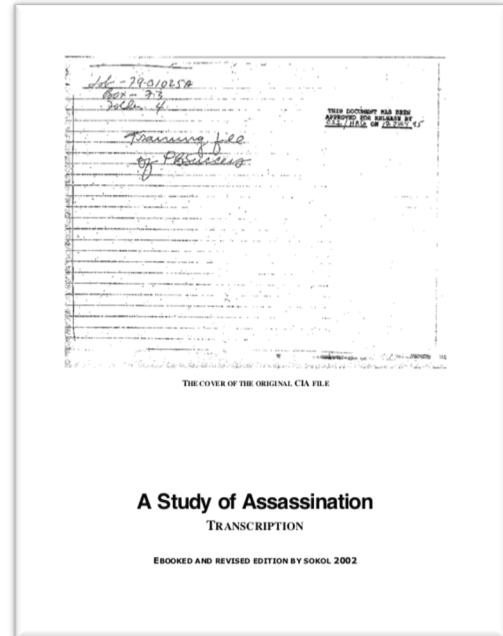 Job - 79-01025A
Box - 73
Folder 4
Training file
of PBSuccess
THIS DOCUMENT HAS BEEN
APPROVED FOR RELEASE BY
ON
THE COVER OF THE ORIGINAL CIA FILE
A Study of Assassination
TRANSCRIPTION
EBOOKED AND REVISED EDITION BY SOKOL 2002